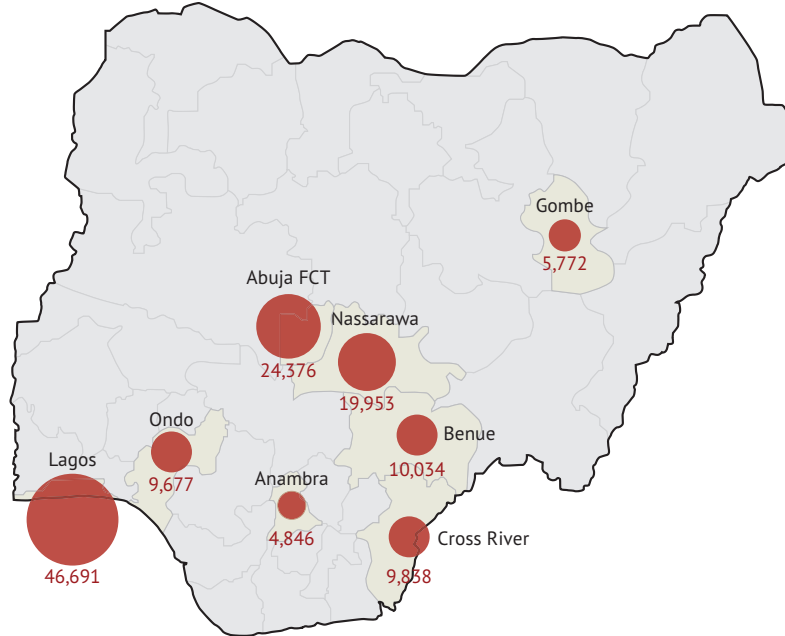 Gombe
5,772
Abuja FCT
24,376
Nassarawa
19,953
Ondo
9,677
Benue
10,034
Lagos
46,691
Anambra
4,846
Cross River
9,838